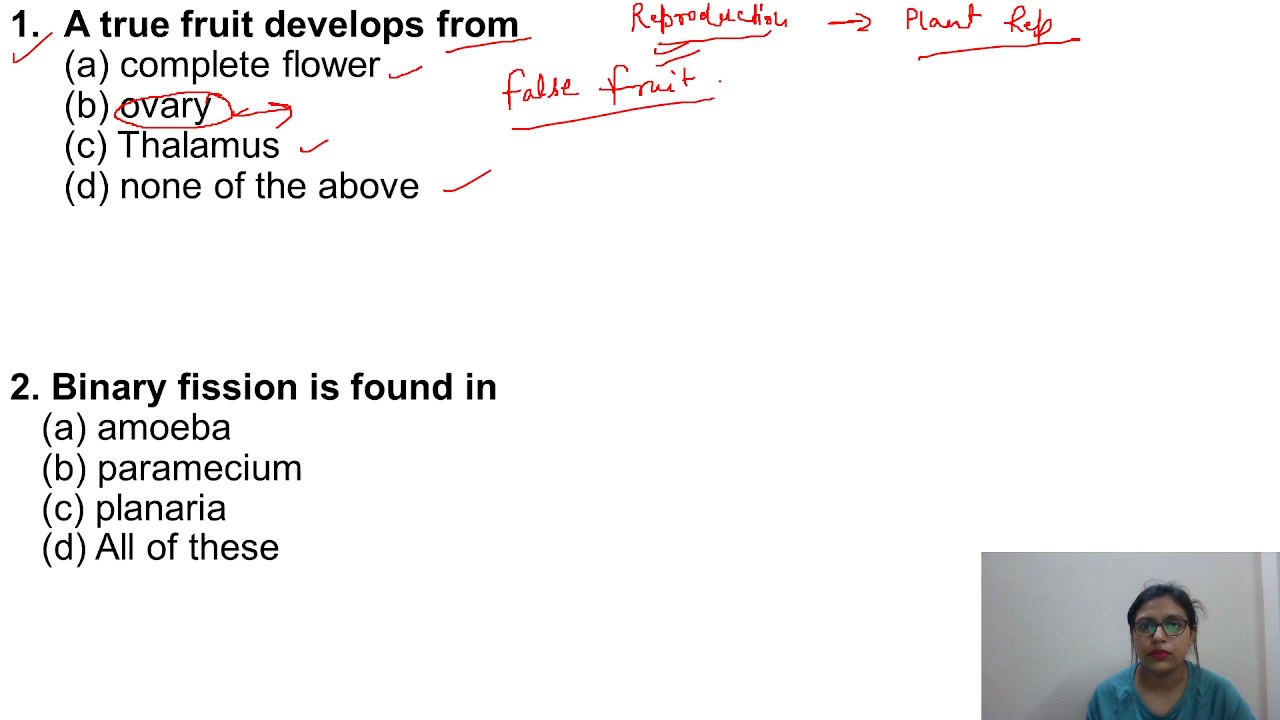 1. A true fruit develops from
Reproduction → Plant Rep
(a) complete flower
False fruit.
(b) ovary
(c) Thalamus
(d) none of the above
2. Binary fission is found in
(a) amoeba
(b) paramecium
(c) planaria
(d) All of these